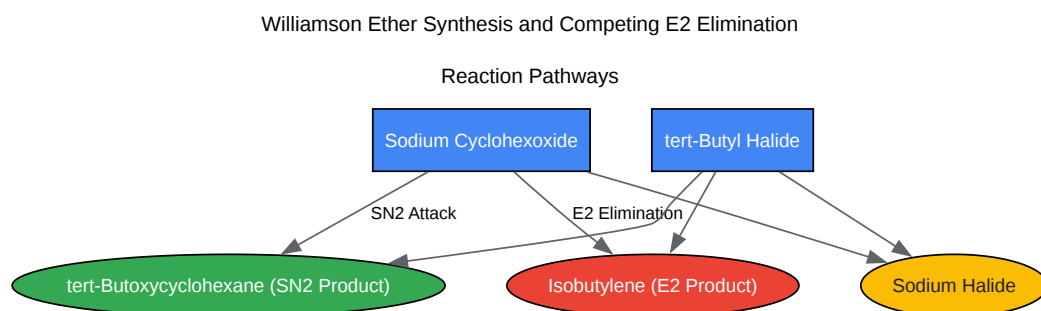 Williamson Ether Synthesis and Competing E2 Elimination
Reaction Pathways
Sodium Cyclohexoxide
tert-Butyl Halide
SN2 Attack
E2 Elimination
tert-Butoxycyclohexane (SN2 Product)
Isobutylene (E2 Product)
Sodium Halide